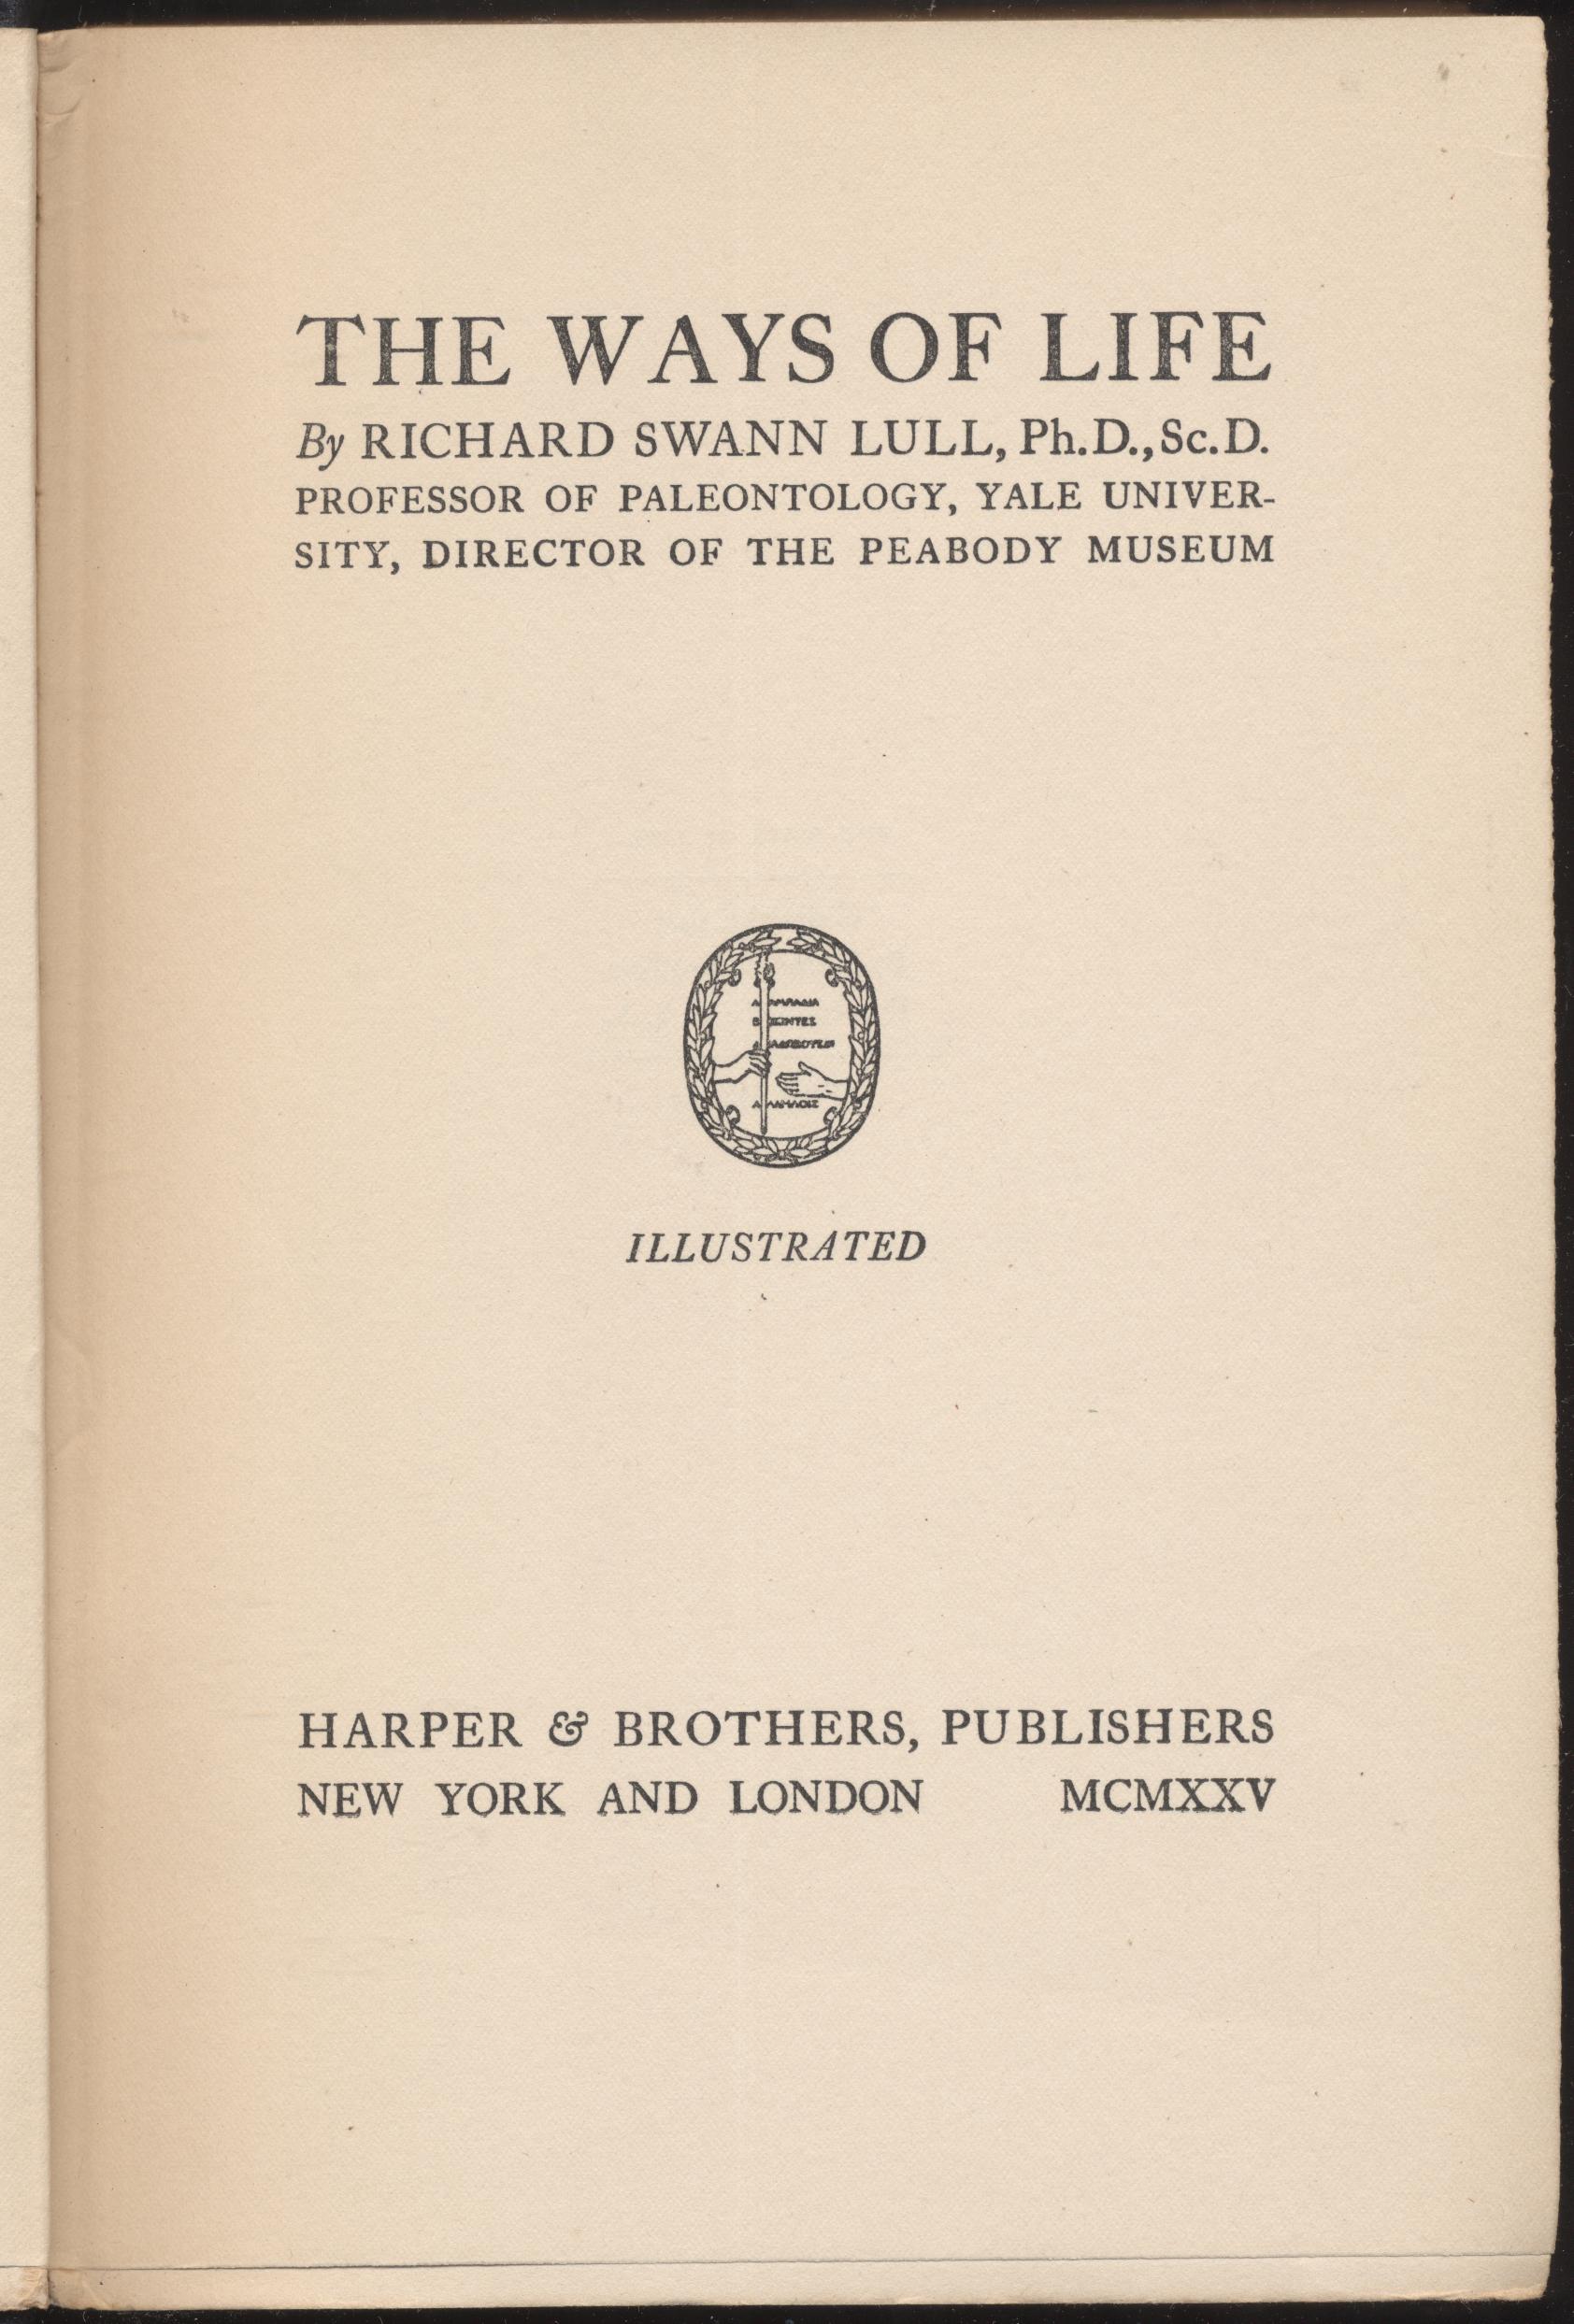 THE WAYS OF LIFE
By RICHARD SWANN LULL, Ph.D., Sc.D.
PROFESSOR OF PALEONTOLOGY, YALE UNIVER-
SITY, DIRECTOR OF THE PEABODY MUSEUM
ILLUSTRATED
HARPER & BROTHERS, PUBLISHERS
NEW YORK AND LONDON MCMXXV